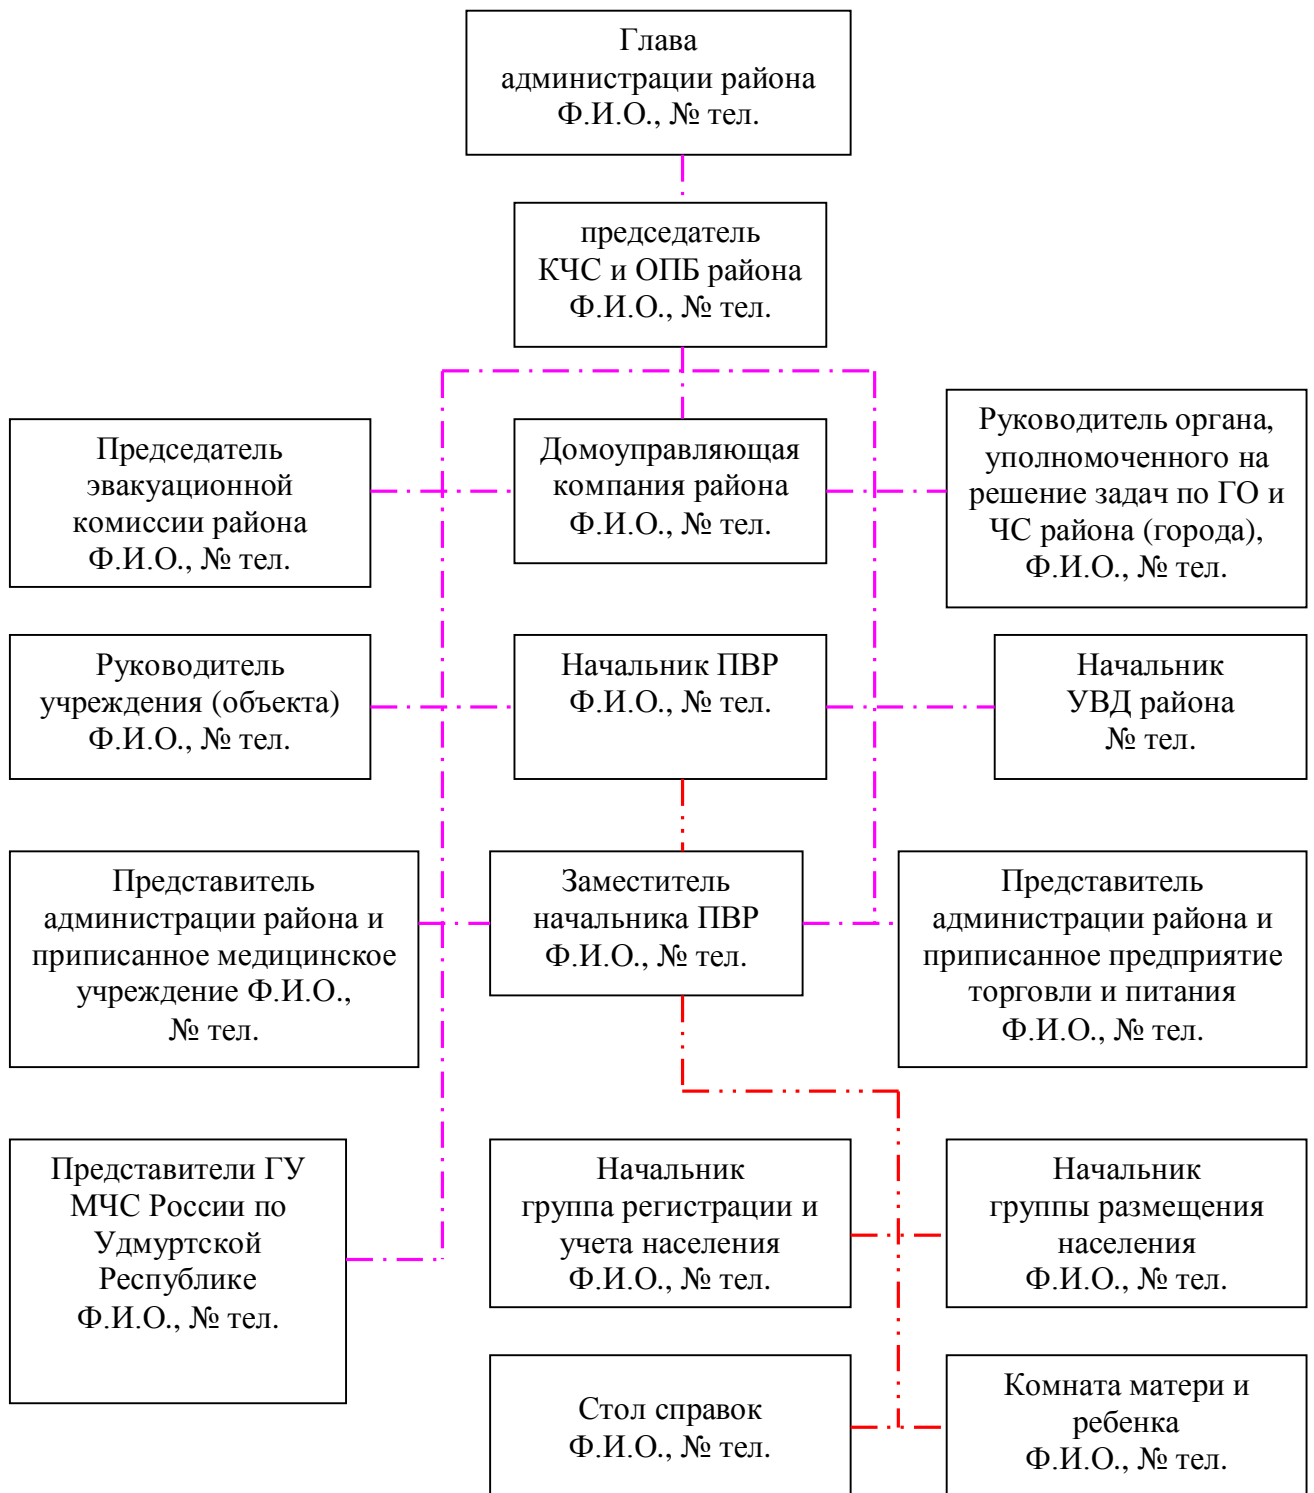 Глава
администрации района
Ф.И.О., № тел.
председатель
КЧС и ОПБ района
Ф.И.О., № тел.
Председатель
эвакуационной
комиссии района
Ф.И.О., № тел.
Домоуправляющая
компания района
Ф.И.О., № тел.
Руководитель органа,
уполномоченного на
решение задач по ГО и
ЧС района (города),
Ф.И.О., № тел.
Руководитель
учреждения (объекта)
Ф.И.О., № тел.
Начальник ПВР
Ф.И.О., № тел.
Начальник
УВД района
№ тел.
Представитель
администрации района и
приписанное медицинское
учреждение Ф.И.О.,
№ тел.
Заместитель
начальника ПВР
Ф.И.О., № тел.
Представитель
администрации района и
приписанное предприятие
торговли и питания
Ф.И.О., № тел.
Представители ГУ
МЧС России по
Удмуртской
Республике
Ф.И.О., № тел.
Начальник
группа регистрации и
учета населения
Ф.И.О., № тел.
Начальник
группы размещения
населения
Ф.И.О., № тел.
Стол справок
Ф.И.О., № тел.
Комната матери и
ребенка
Ф.И.О., № тел.